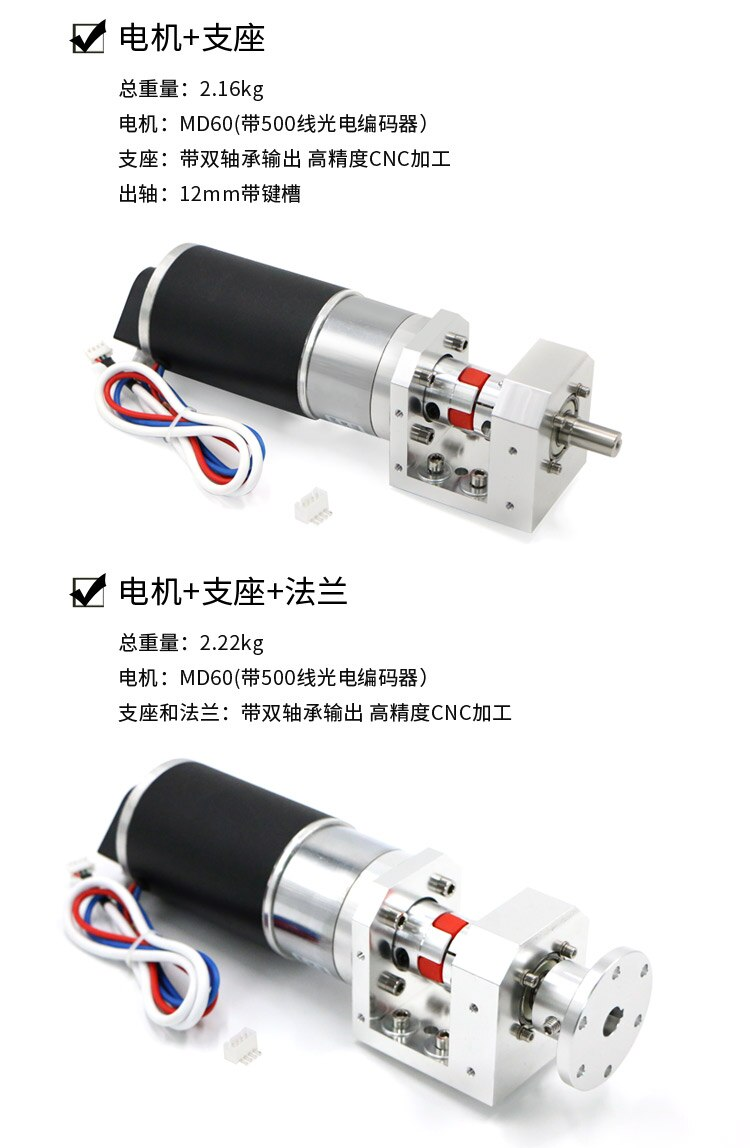 电机+支座
总重量：2.16kg
电机：MD60(带500线光电编码器）
支座：带双轴承输出 高精度CNC加工
出轴：12mm带键槽
电机+支座+法兰
总重量：2.22kg
电机：MD60(带500线光电编码器）
支座和法兰：带双轴承输出 高精度CNC加工